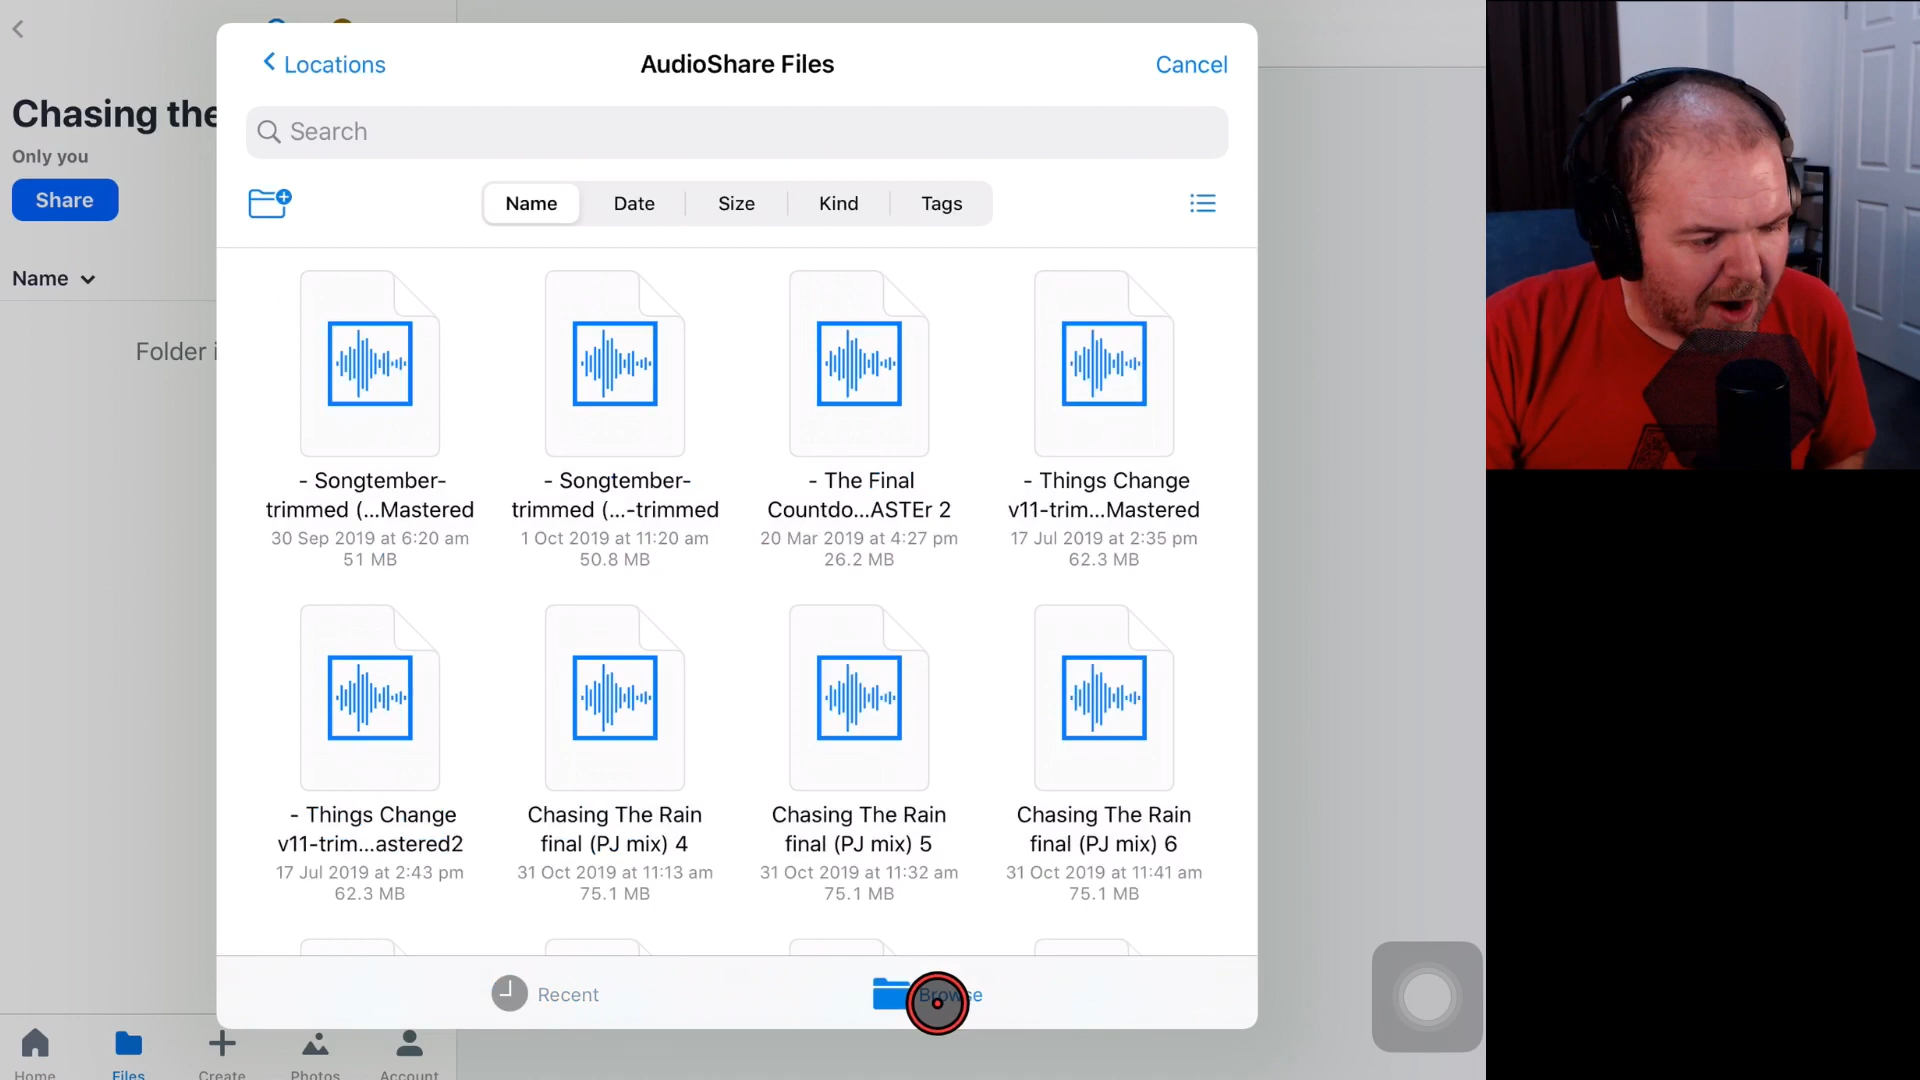 Locations
AudioShare Files
Cancel
Search
Name
Date
Size
Kind
Tags
Chasing the
Only you
Share
Name
Folder i
- Songtember-
trimmed (...Mastered
30 Sep 2019 at 6:20 am
51 MB
- Songtember-
trimmed (...-trimmed
1 Oct 2019 at 11:20 am
50.8 MB
- The Final
Countdo...ASTEr 2
20 Mar 2019 at 4:27 pm
26.2 MB
- Things Change
v11-trim...Mastered
17 Jul 2019 at 2:35 pm
62.3 MB
- Things Change
v11-trim...astered2
17 Jul 2019 at 2:43 pm
62.3 MB
Chasing The Rain
final (PJ mix) 4
31 Oct 2019 at 11:13 am
75.1 MB
Chasing The Rain
final (PJ mix) 5
31 Oct 2019 at 11:32 am
75.1 MB
Chasing The Rain
final (PJ mix) 6
31 Oct 2019 at 11:41 am
75.1 MB
Recent
Browse
Home
Files
Create
Photos
Account